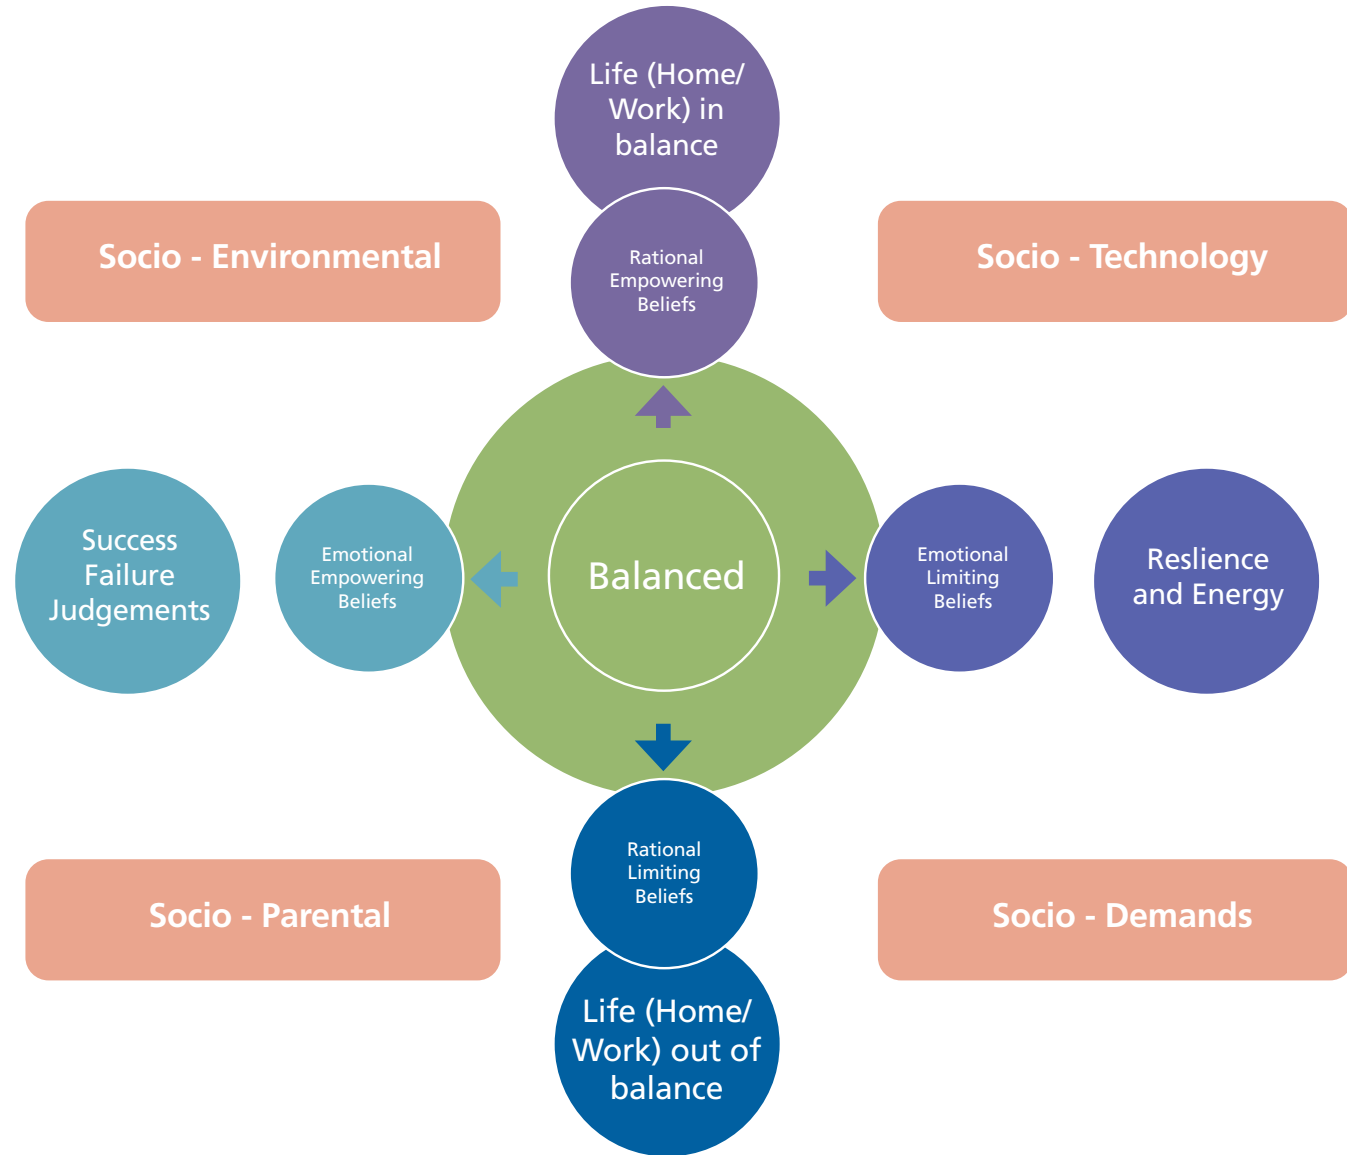 Life (Home/
Work) in
balance
Socio - Environmental
Socio - Technology
Rational
Empowering
Beliefs
Success
Failure
Judgements
Emotional
Empowering
Beliefs
Balanced
Emotional
Limiting
Beliefs
Reslience
and Energy
Rational
Limiting
Beliefs
Socio - Parental
Socio - Demands
Life (Home/
Work) out of
balance